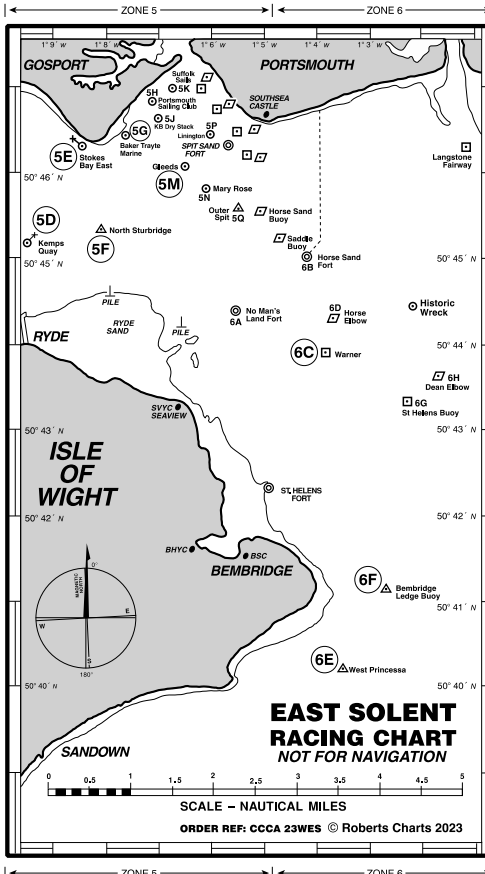 ZONE 5 ZONE 6
1° 9' W 1° 8' W 1° 6' W 1° 5' W 1° 4' W 1° 3' W 1° 2' W
GOSPORT
PORTSMOUTH
Suffolk
Sails
5K
5H
Portsmouth
Sailing Club
SOUTHSEA
CASTLE
5J
KB Dry Stack
5G
Baker Trayte
Marine
5P
Linington
SPIT SAND
FORT
5E
Stokes
Bay East
Langstone
Fairway
Gleeds
5M
50° 46' N
50° 46' N
Mary Rose
5N
Outer
Spit 5Q
Horse Sand
Buoy
5D
Kemps
Quay
North Sturbridge
5F
Saddle
Buoy
Horse Sand
Fort
6B
50° 45' N
50° 45' N
PILE
RYDE
SAND
PILE
RYDE
No Man's
Land Fort
6A
6D
Horse
Elbow
Historic
Wreck
50° 44' N
6C
Warner
6H
Dean Elbow
6G
St Helens Buoy
SVYC
SEAVIEW
50° 43' N
50° 43' N
ISLE
OF
WIGHT
ST. HELENS
FORT
50° 42' N
50° 42' N
BHYC
BSC
BEMBRIDGE
0°
MAGNETIC
NORTH
E
W
S
180°
6F
Bembridge
Ledge Buoy
50° 41' N
6E
West Princessa
50° 40' N
50° 40' N
EAST SOLENT
RACING CHART
NOT FOR NAVIGATION
SANDOWN
0 0.5 1 1.5 2 2.5 3 3.5 4 4.5 5
SCALE – NAUTICAL MILES
ORDER REF: CCCA 23WES © Roberts Charts 2023
ZONE 5 ZONE 6